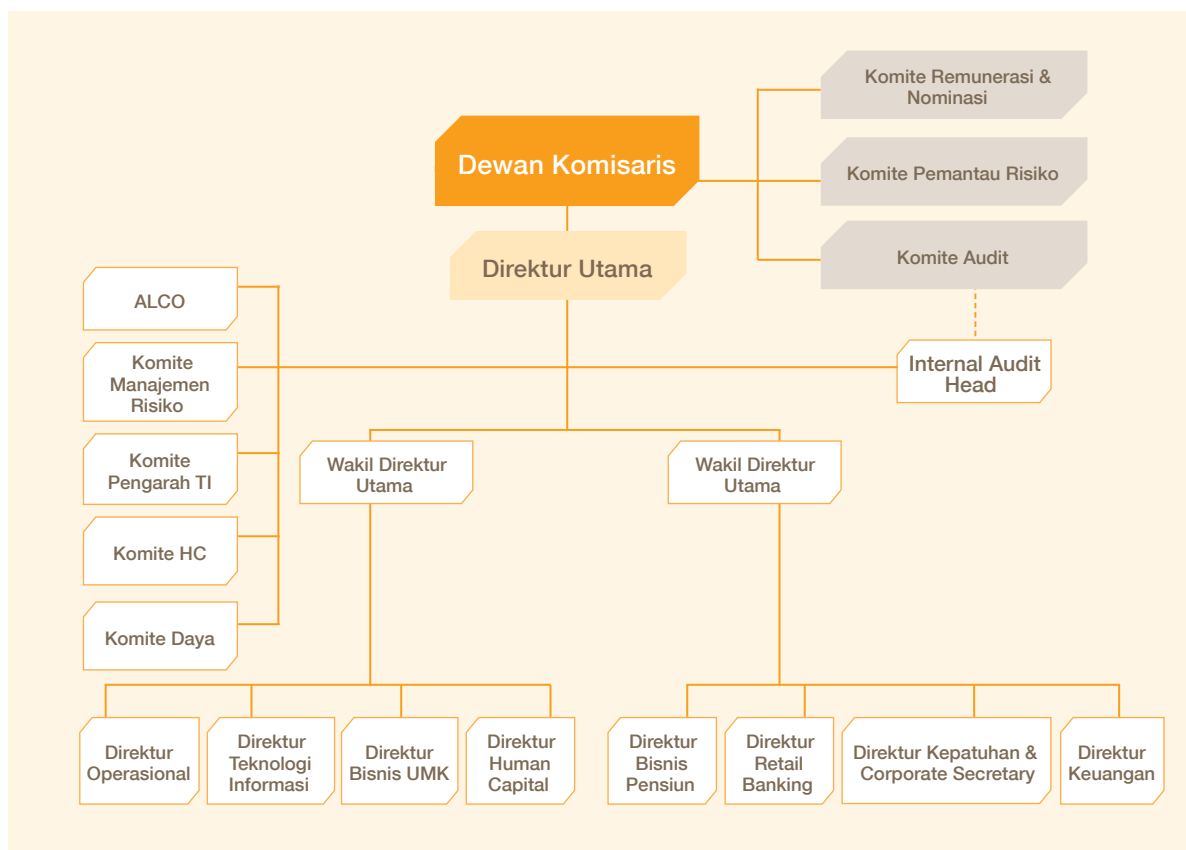 Komite Remunerasi &
Nominasi
Dewan Komisaris
Komite Pemantau Risiko
Direktur Utama
Komite Audit
ALCO
Komite
Manajemen
Risiko
Internal Audit
Head
Komite
Pengarah TI
Wakil Direktur
Utama
Wakil Direktur
Utama
Komite HC
Komite Daya
Direktur
Operasional
Direktur
Teknologi
Informasi
Direktur
Bisnis UMK
Direktur
Human
Capital
Direktur
Bisnis
Pensiun
Direktur
Retail
Banking
Direktur Kepatuhan &
Corporate Secretary
Direktur
Keuangan